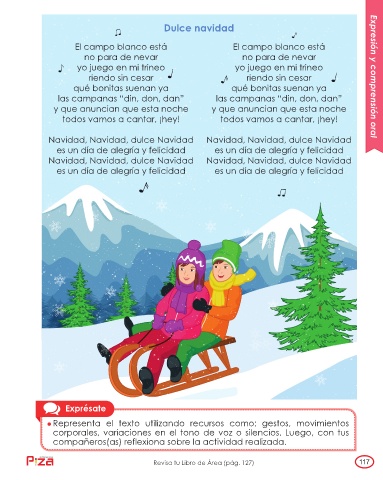 Expresión y comprensión oral
Dulce navidad
El campo blanco está
no para de nevar
yo juego en mi trineo
riendo sin cesar
qué bonitas suenan ya
las campanas “din, don, dan”
y que anuncian que esta noche
todos vamos a cantar, ¡hey!
Navidad, Navidad, dulce Navidad
es un día de alegría y felicidad
Navidad, Navidad, dulce Navidad
es un día de alegría y felicidad
El campo blanco está
no para de nevar
yo juego en mi trineo
riendo sin cesar
qué bonitas suenan ya
las campanas “din, don, dan”
y que anuncian que esta noche
todos vamos a cantar, ¡hey!
Navidad, Navidad, dulce Navidad
es un día de alegría y felicidad
Navidad, Navidad, dulce Navidad
es un día de alegría y felicidad
Exprésate
• Representa el texto utilizando recursos como: gestos, movimientos
corporales, variaciones en el tono de voz o silencios. Luego, con tus
compañeros(as) reflexiona sobre la actividad realizada.
P:za
Revisa tu Libro de Área (pág. 127)
117